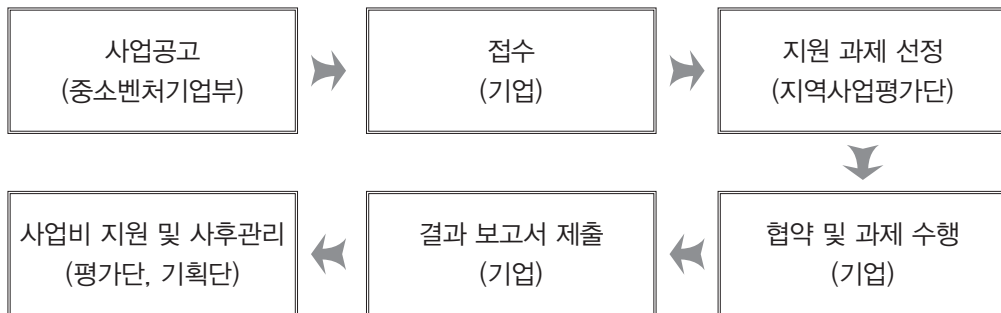 사업공고
(중소벤처기업부)
접수
(기업)
지원 과제 선정
(지역사업평가단)
협약 및 과제 수행
(기업)
결과 보고서 제출
(기업)
사업비 지원 및 사후관리
(평가단, 기획단)